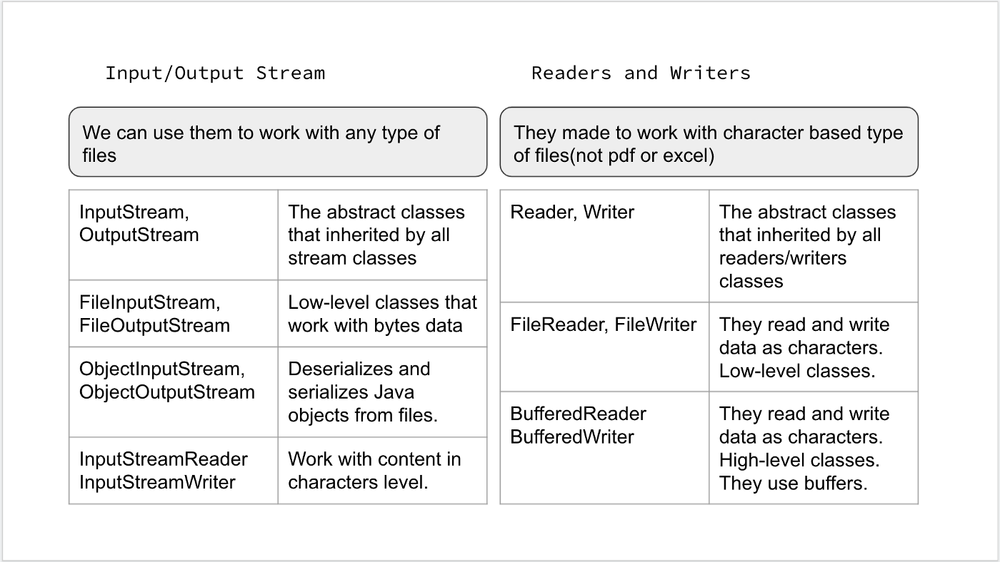 Input/Output Stream
We can use them to work with any type of
files
InputStream,
OutputStream
The abstract classes
that inherited by all
stream classes
FileInputStream,
FileOutputStream
Low-level classes that
work with bytes data
ObjectInputStream,
ObjectOutputStream
Deserializes and
serializes Java
objects from files.
InputStreamReader
InputStreamWriter
Work with content in
characters level.
Readers and Writers
They made to work with character based type
of files(not pdf or excel)
Reader, Writer
The abstract classes
that inherited by all
readers/writers
classes
FileReader, FileWriter
They read and write
data as characters.
Low-level classes.
BufferedReader
BufferedWriter
They read and write
data as characters.
High-level classes.
They use buffers.